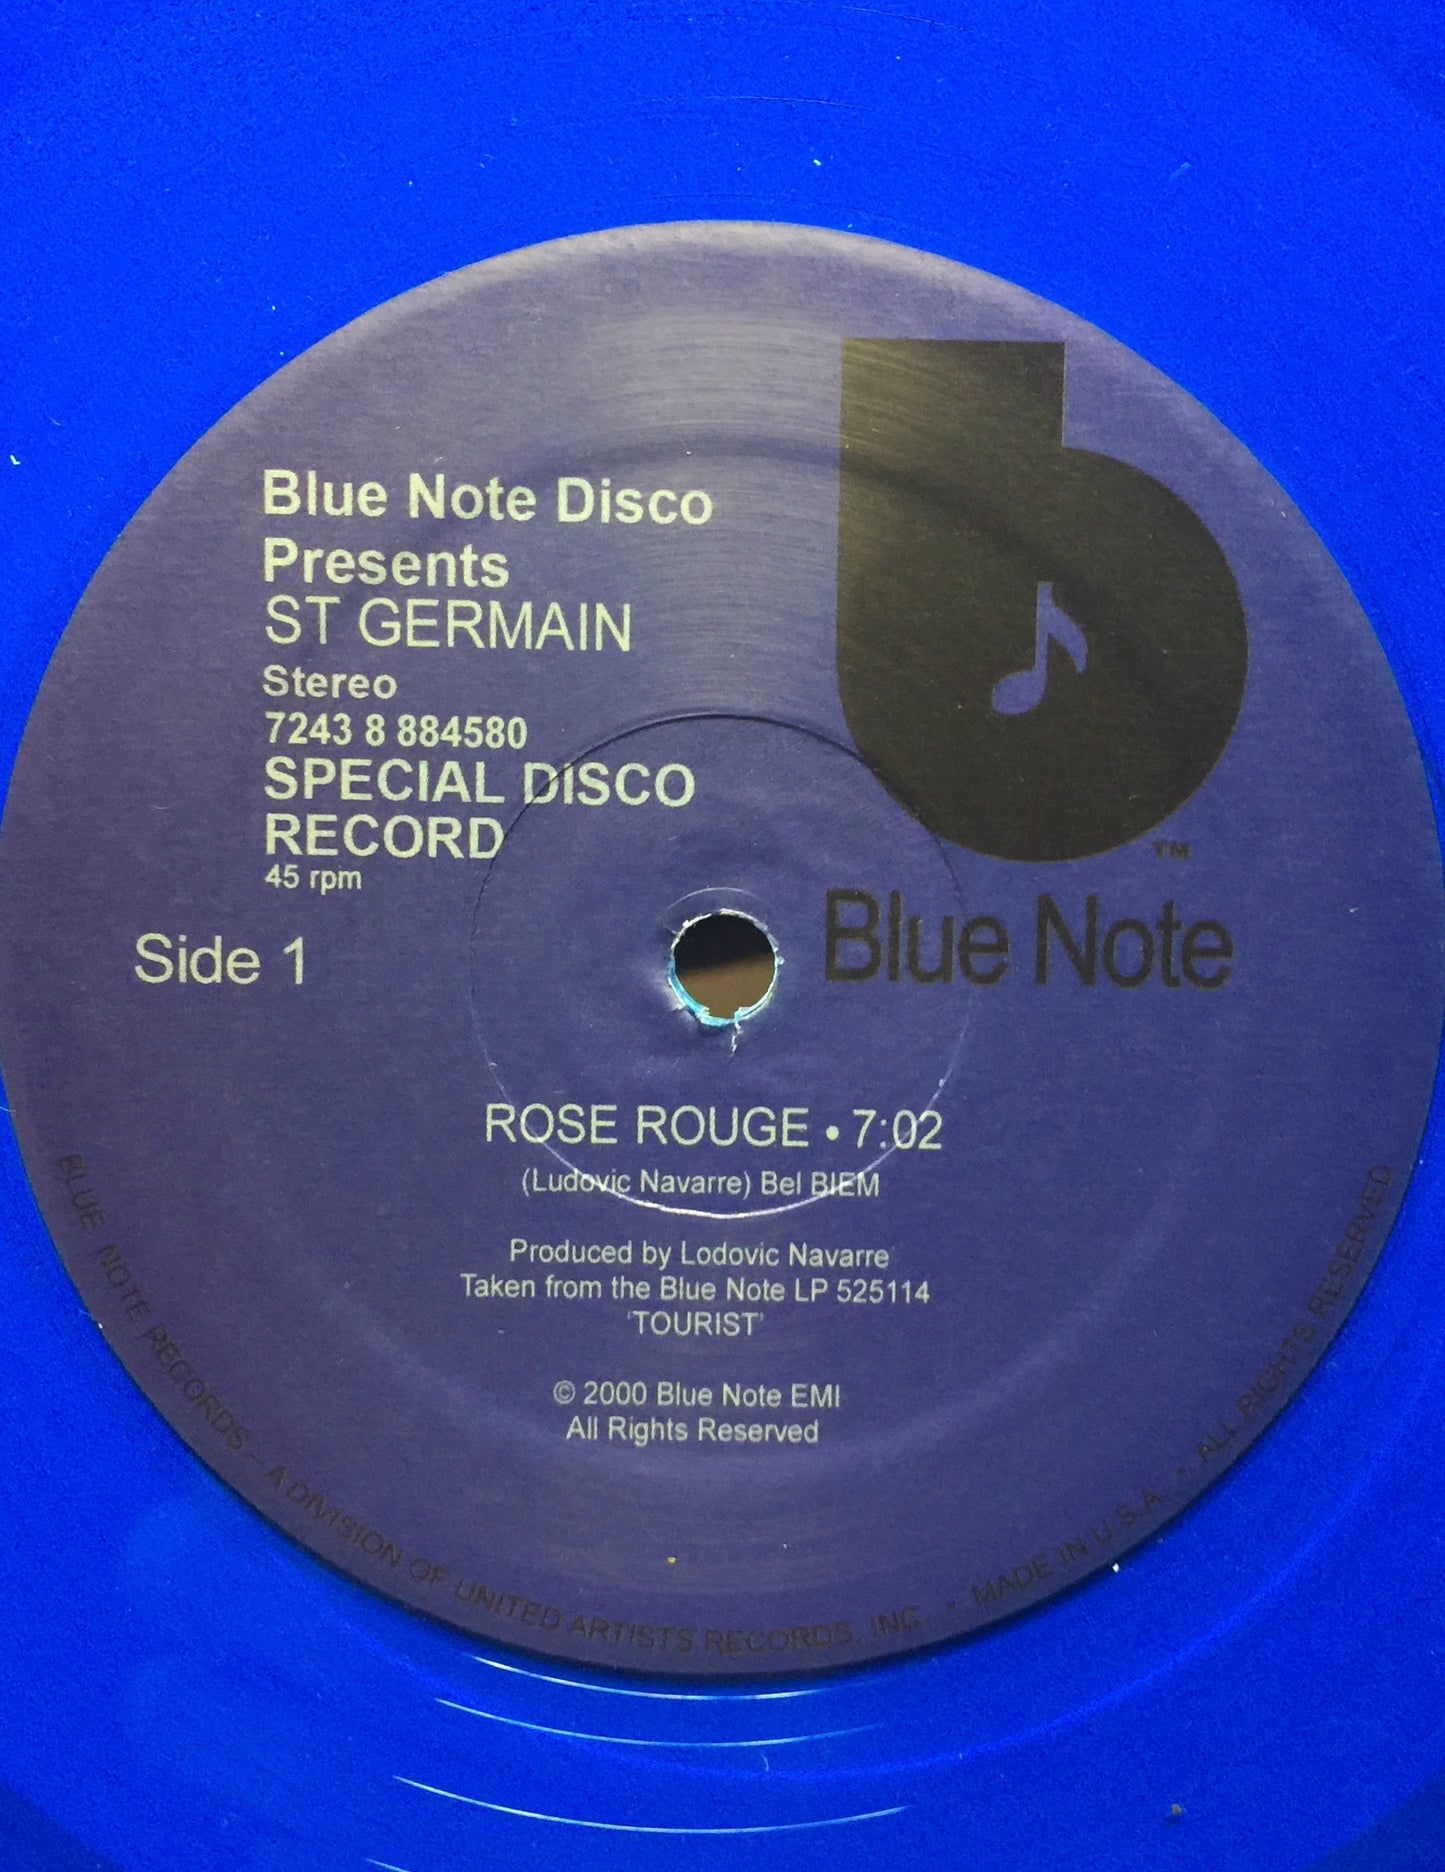 Blue Note Disco
Presents
ST GERMAIN
Stereo
7243 8 884580
SPECIAL DISCO
RECORD
45 rpm
Side 1
TM
Blue Note
ROSE ROUGE • 7:02
(Ludovic Navarre) Bel BIEM
Produced by Lodovic Navarre
Taken from the Blue Note LP 525114
'TOURIST'
© 2000 Blue Note EMI
All Rights Reserved
BLUE NOTE RECORDS - A DIVISION OF UNITED ARTISTS RECORDS, INC. - MADE IN U.S.A. - ALL RIGHTS RESERVED